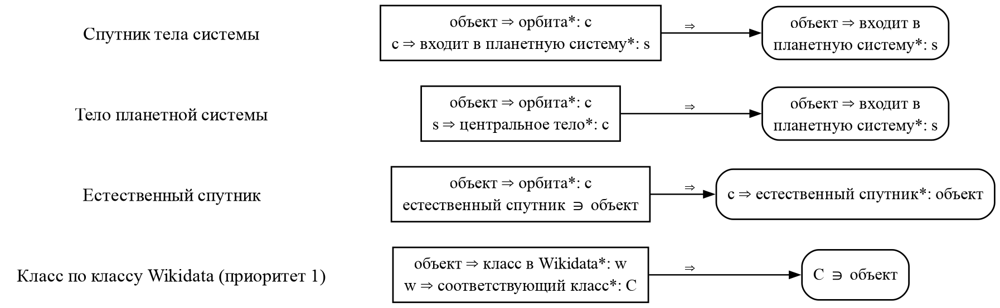 Спутник тела системы
объект ⇒ орбита*: c
c ⇒ входит в планетную систему*: s
⇒
объект ⇒ входит в
планетную систему*: s
Тело планетной системы
объект ⇒ орбита*: c
s ⇒ центральное тело*: c
⇒
объект ⇒ входит в
планетную систему*: s
Естественный спутник
объект ⇒ орбита*: c
естественный спутник ∋ объект
⇒
c ⇒ естественный спутник*: объект
Класс по классу Wikidata (приоритет 1)
объект ⇒ класс в Wikidata*: w
w ⇒ соответствующий класс*: C
⇒
C ∋ объект